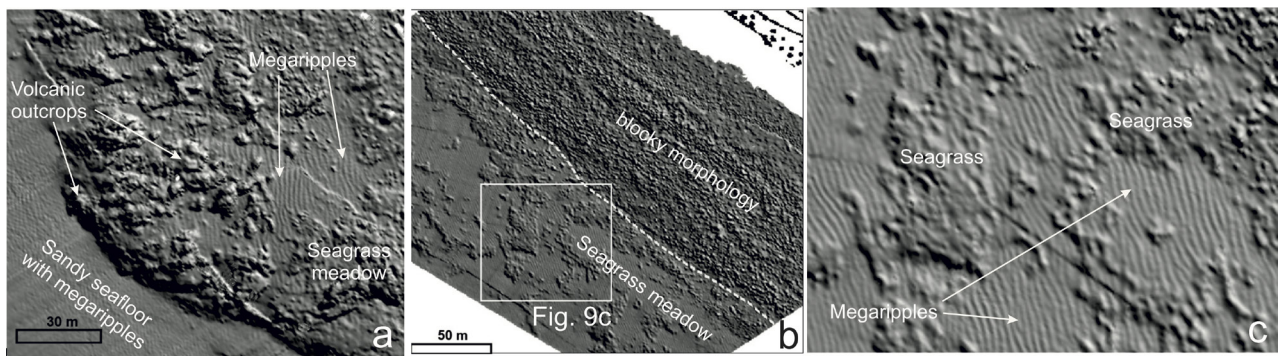 Megaripples
Volcanic
outcrops
Seagrass
meadow
Sandy seafloor
with megaripples
30 m
a
blooky morphology
Seagrass meadow
Fig. 9c
50 m
b
Seagrass
Seagrass
Megaripples
c